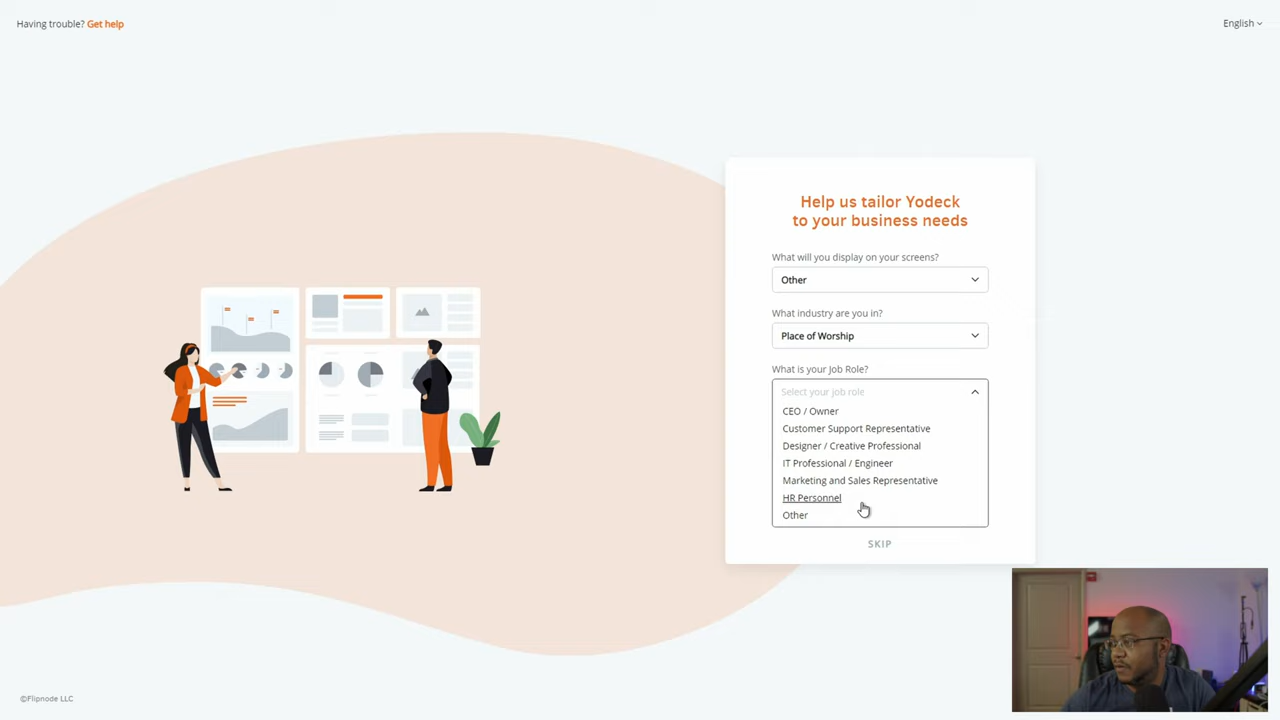 Having trouble? Get help
English
Help us tailor Yodeck
to your business needs
What will you display on your screens?
Other
What industry are you in?
Place of Worship
What is your Job Role?
Select your job role
CEO / Owner
Customer Support Representative
Designer / Creative Professional
IT Professional / Engineer
Marketing and Sales Representative
HR Personnel
Other
SKIP
©Flipnode LLC